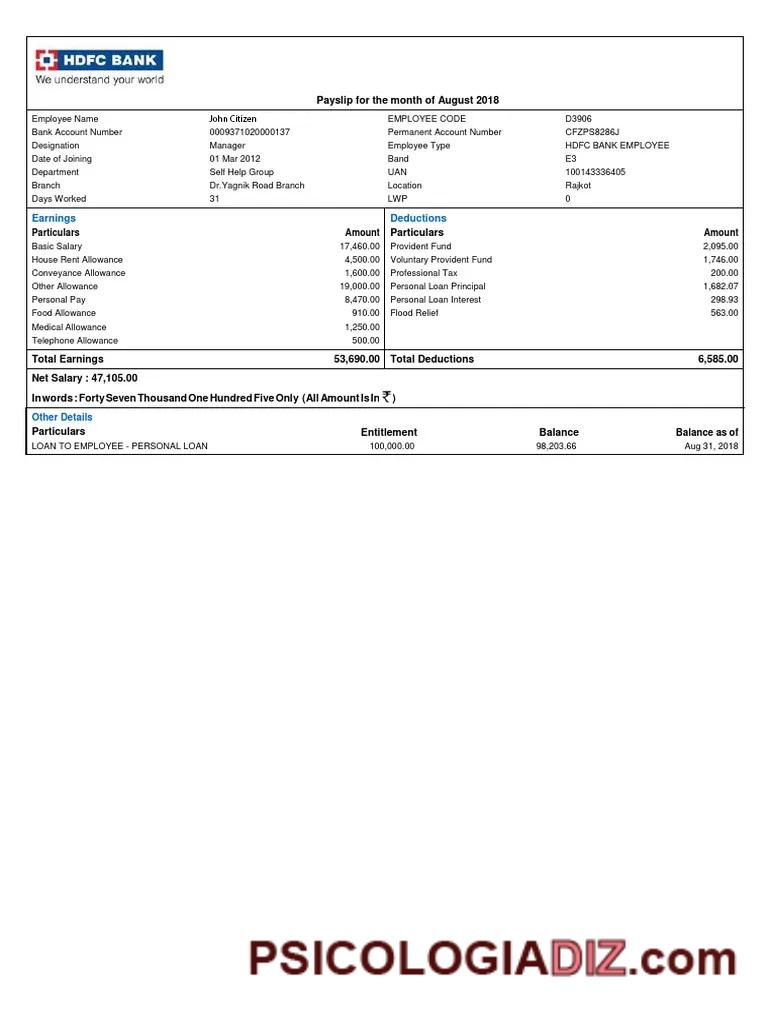 HDFC BANK
We understand your world
Payslip for the month of August 2018
Employee Name John Citizen EMPLOYEE CODE D3906
Bank Account Number 0009371020000137 Permanent Account Number CFZPS8286J
Designation Manager Employee Type HDFC BANK EMPLOYEE
Date of Joining 01 Mar 2012 Band E3
Department Self Help Group UAN 100143336405
Branch Dr.Yagnik Road Branch Location Rajkot
Days Worked 31 LWP 0
Earnings Deductions
Particulars Amount Particulars Amount
Basic Salary 17,460.00 Provident Fund 2,095.00
House Rent Allowance 4,500.00 Voluntary Provident Fund 1,746.00
Conveyance Allowance 1,600.00 Professional Tax 200.00
Other Allowance 19,000.00 Personal Loan Principal 1,682.07
Personal Pay 8,470.00 Personal Loan Interest 298.93
Food Allowance 910.00 Flood Relief 563.00
Medical Allowance 1,250.00
Telephone Allowance 500.00
Total Earnings 53,690.00 Total Deductions 6,585.00
Net Salary : 47,105.00
In words : Forty Seven Thousand One Hundred Five Only (All Amount Is In ₹ )
Other Details
Particulars Entitlement Balance Balance as of
LOAN TO EMPLOYEE - PERSONAL LOAN 100,000.00 98,203.66 Aug 31, 2018
PSICOLOGIADIZ.com